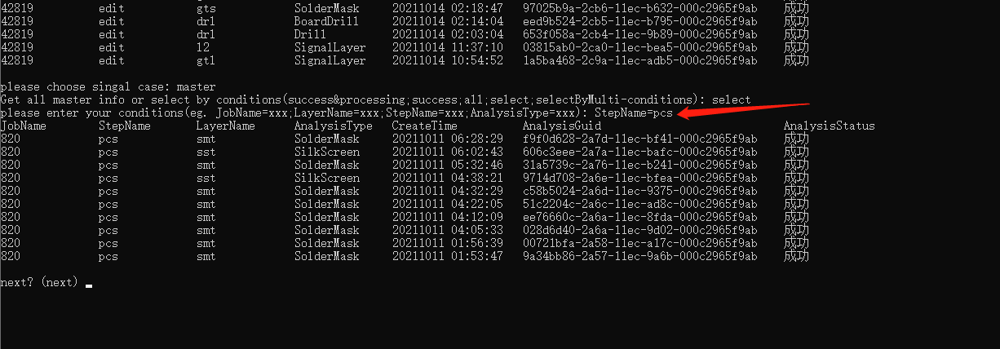 42819 edit gts SolderMask 20211014 02:18:47 97025b9a-2cb6-11ec-b632-000c2965f9ab 成功
42819 edit dr1 BoardDrill 20211014 02:14:04 eed9b524-2cb5-11ec-b795-000c2965f9ab 成功
42819 edit dr1 Drill 20211014 02:03:04 653f058a-2cb4-11ec-9b89-000c2965f9ab 成功
42819 edit l2 SignalLayer 20211014 11:37:10 03815ab0-2ca0-11ec-bea5-000c2965f9ab 成功
42819 edit gtl SignalLayer 20211014 10:54:52 1a5ba468-2c9a-11ec-adb5-000c2965f9ab 成功
please choose singal case: master
Get all master info or select by conditions(success&processing;success;all;select;selectByMulti-conditions): select
please enter your conditions(eg. JobName=xxx;LayerName=xxx;StepName=xxx;AnalysisType=xxx): StepName=pcs
JobName StepName LayerName AnalysisType CreateTime AnalysisGuid AnalysisStatus
820 pcs smt SolderMask 20211011 06:28:29 f9f0d628-2a7d-11ec-bf41-000c2965f9ab 成功
820 pcs sst SilkScreen 20211011 06:02:43 606c3eee-2a7a-11ec-bafc-000c2965f9ab 成功
820 pcs smt SolderMask 20211011 05:32:46 31a5739c-2a76-11ec-b241-000c2965f9ab 成功
820 pcs sst SilkScreen 20211011 04:38:21 9714d708-2a6e-11ec-bfea-000c2965f9ab 成功
820 pcs smt SolderMask 20211011 04:32:29 c58b5024-2a6d-11ec-9375-000c2965f9ab 成功
820 pcs smt SolderMask 20211011 04:22:05 51c2204c-2a6c-11ec-ad8c-000c2965f9ab 成功
820 pcs smt SolderMask 20211011 04:12:09 ee76660c-2a6a-11ec-8fda-000c2965f9ab 成功
820 pcs smt SolderMask 20211011 04:05:33 028d6d40-2a6a-11ec-9d02-000c2965f9ab 成功
820 pcs smt SolderMask 20211011 01:56:39 00721bfa-2a58-11ec-a17c-000c2965f9ab 成功
820 pcs smt SolderMask 20211011 01:53:47 9a34bb86-2a57-11ec-9a6b-000c2965f9ab 成功
next? (next)